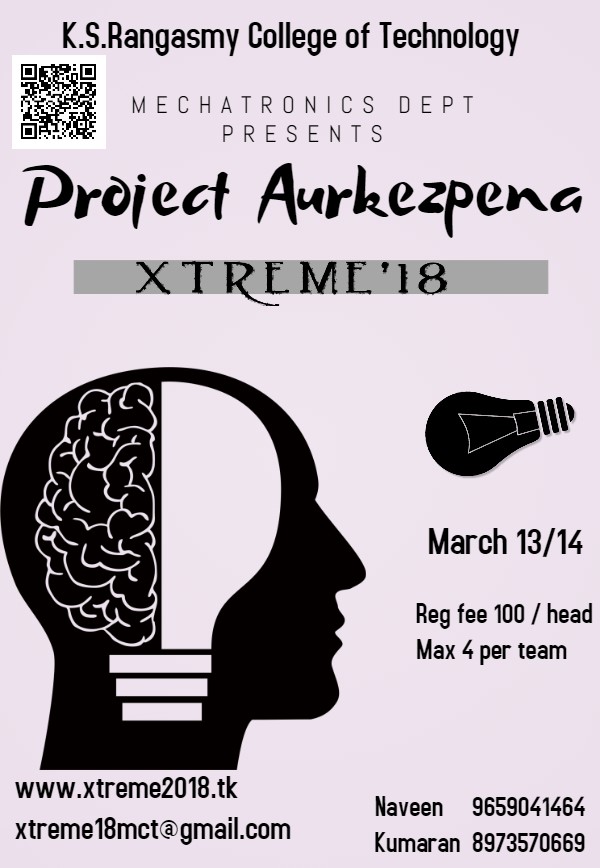 K.S.Rangasmy College of Technology
MECHATRONICS DEPT
PRESENTS
Project Aurkezpena
XTREME'18
March 13/14
Reg fee 100 / head
Max 4 per team
www.xtreme2018.tk
xtreme18mct@gmail.com
Naveen 9659041464
Kumaran 8973570669